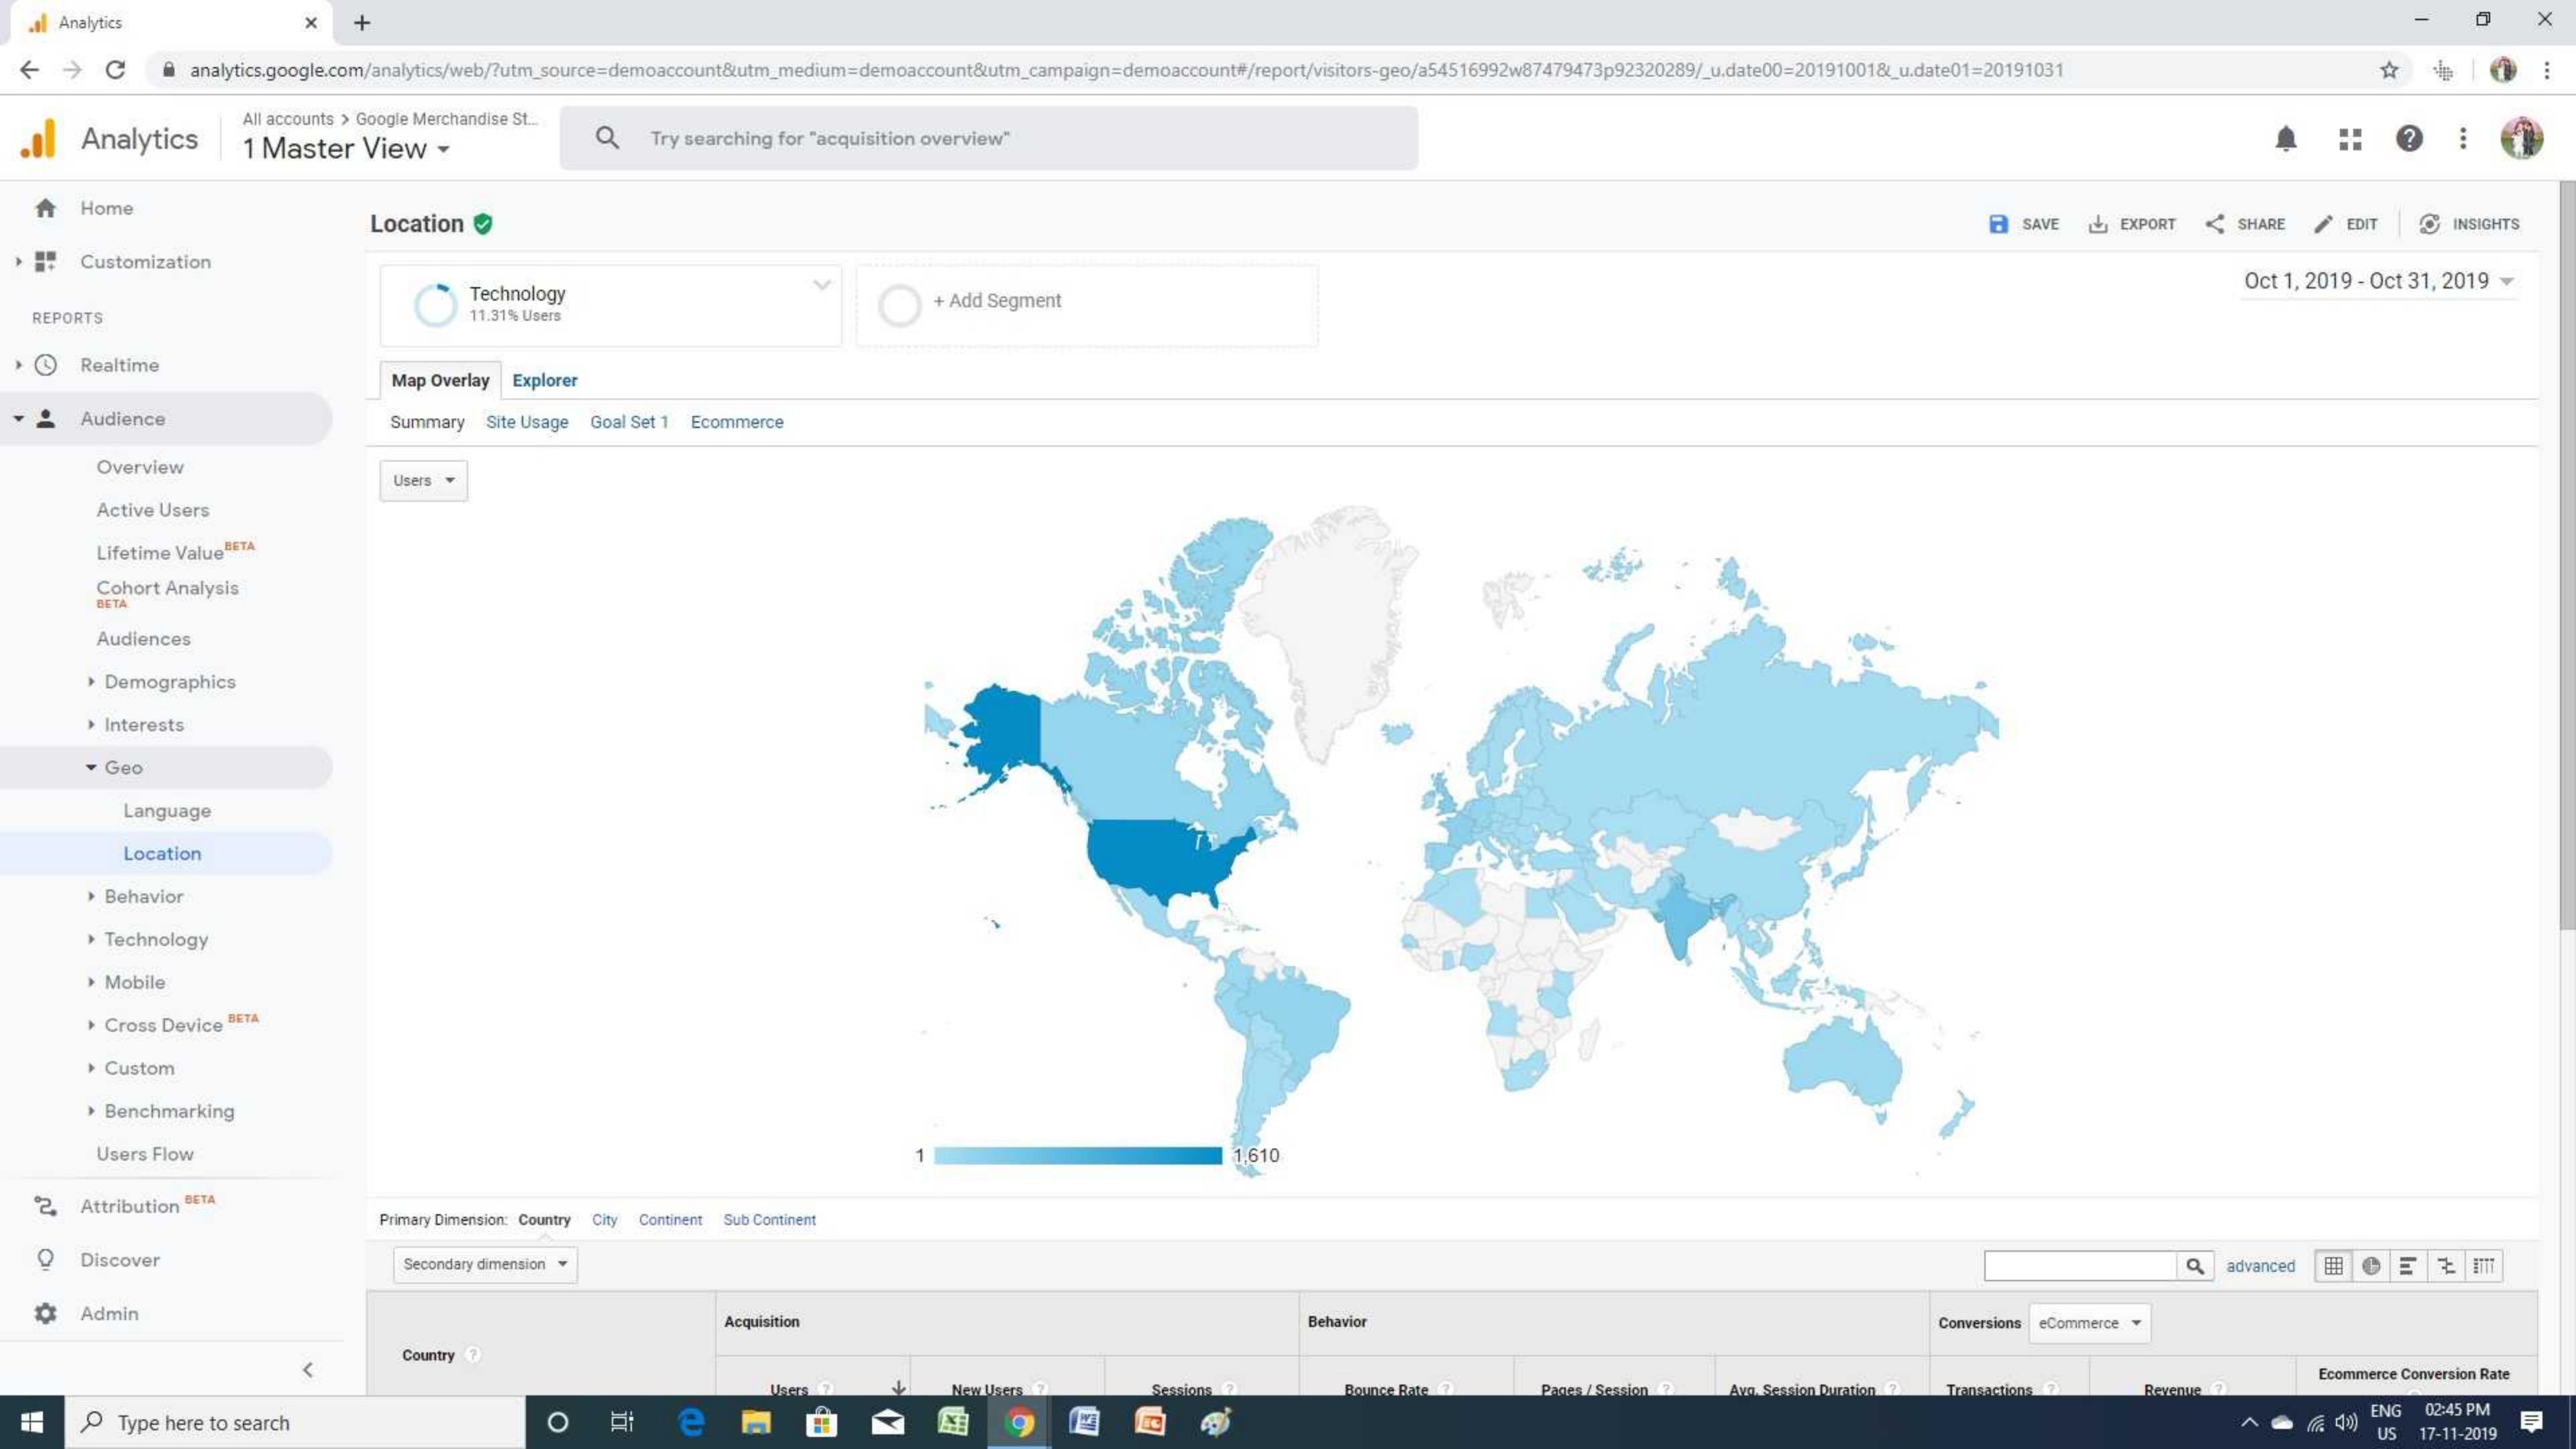 Analytics
analytics.google.com/analytics/web/?utm_source=demoaccount&utm_medium=demoaccount&utm_campaign=demoaccount#/report/visitors-geo/a54516992w87479473p92320289/_u.date00=20191001&_u.date01=20191031
Analytics
All accounts > Google Merchandise St...
1 Master View
Try searching for "acquisition overview"
Home
Customization
REPORTS
Realtime
Audience
Overview
Active Users
Lifetime Value BETA
Cohort Analysis
BETA
Audiences
Demographics
Interests
Geo
Language
Location
Behavior
Technology
Mobile
Cross Device BETA
Custom
Benchmarking
Users Flow
Attribution BETA
Discover
Admin
Location
SAVE EXPORT SHARE EDIT INSIGHTS
Technology
11.31% Users
+ Add Segment
Oct 1, 2019 - Oct 31, 2019
Map Overlay Explorer
Summary Site Usage Goal Set 1 Ecommerce
Users
1 1,610
Primary Dimension: Country City Continent Sub Continent
Secondary dimension
advanced
Country ?
Acquisition
Behavior
Conversions eCommerce
Users ? New Users ? Sessions ? Bounce Rate ? Pages / Session ? Avg. Session Duration ? Transactions ? Revenue ? Ecommerce Conversion Rate
Type here to search
ENG
US
02:45 PM
17-11-2019